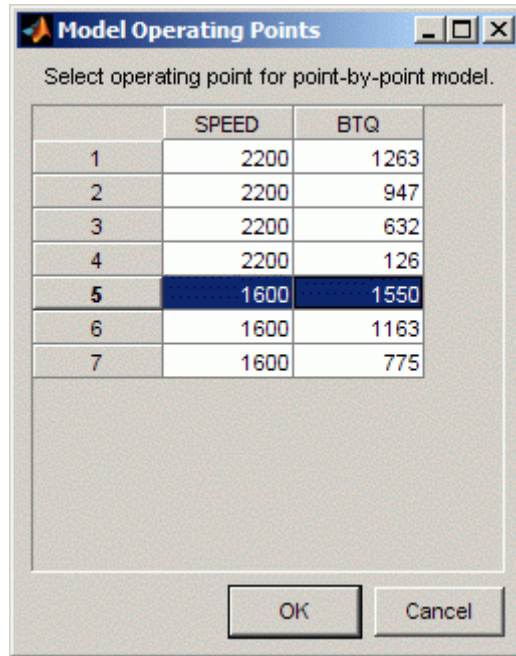 Model Operating Points
Select operating point for point-by-point model.
SPEED BTQ
1 2200 1263
2 2200 947
3 2200 632
4 2200 126
5 1600 1550
6 1600 1163
7 1600 775
OK Cancel